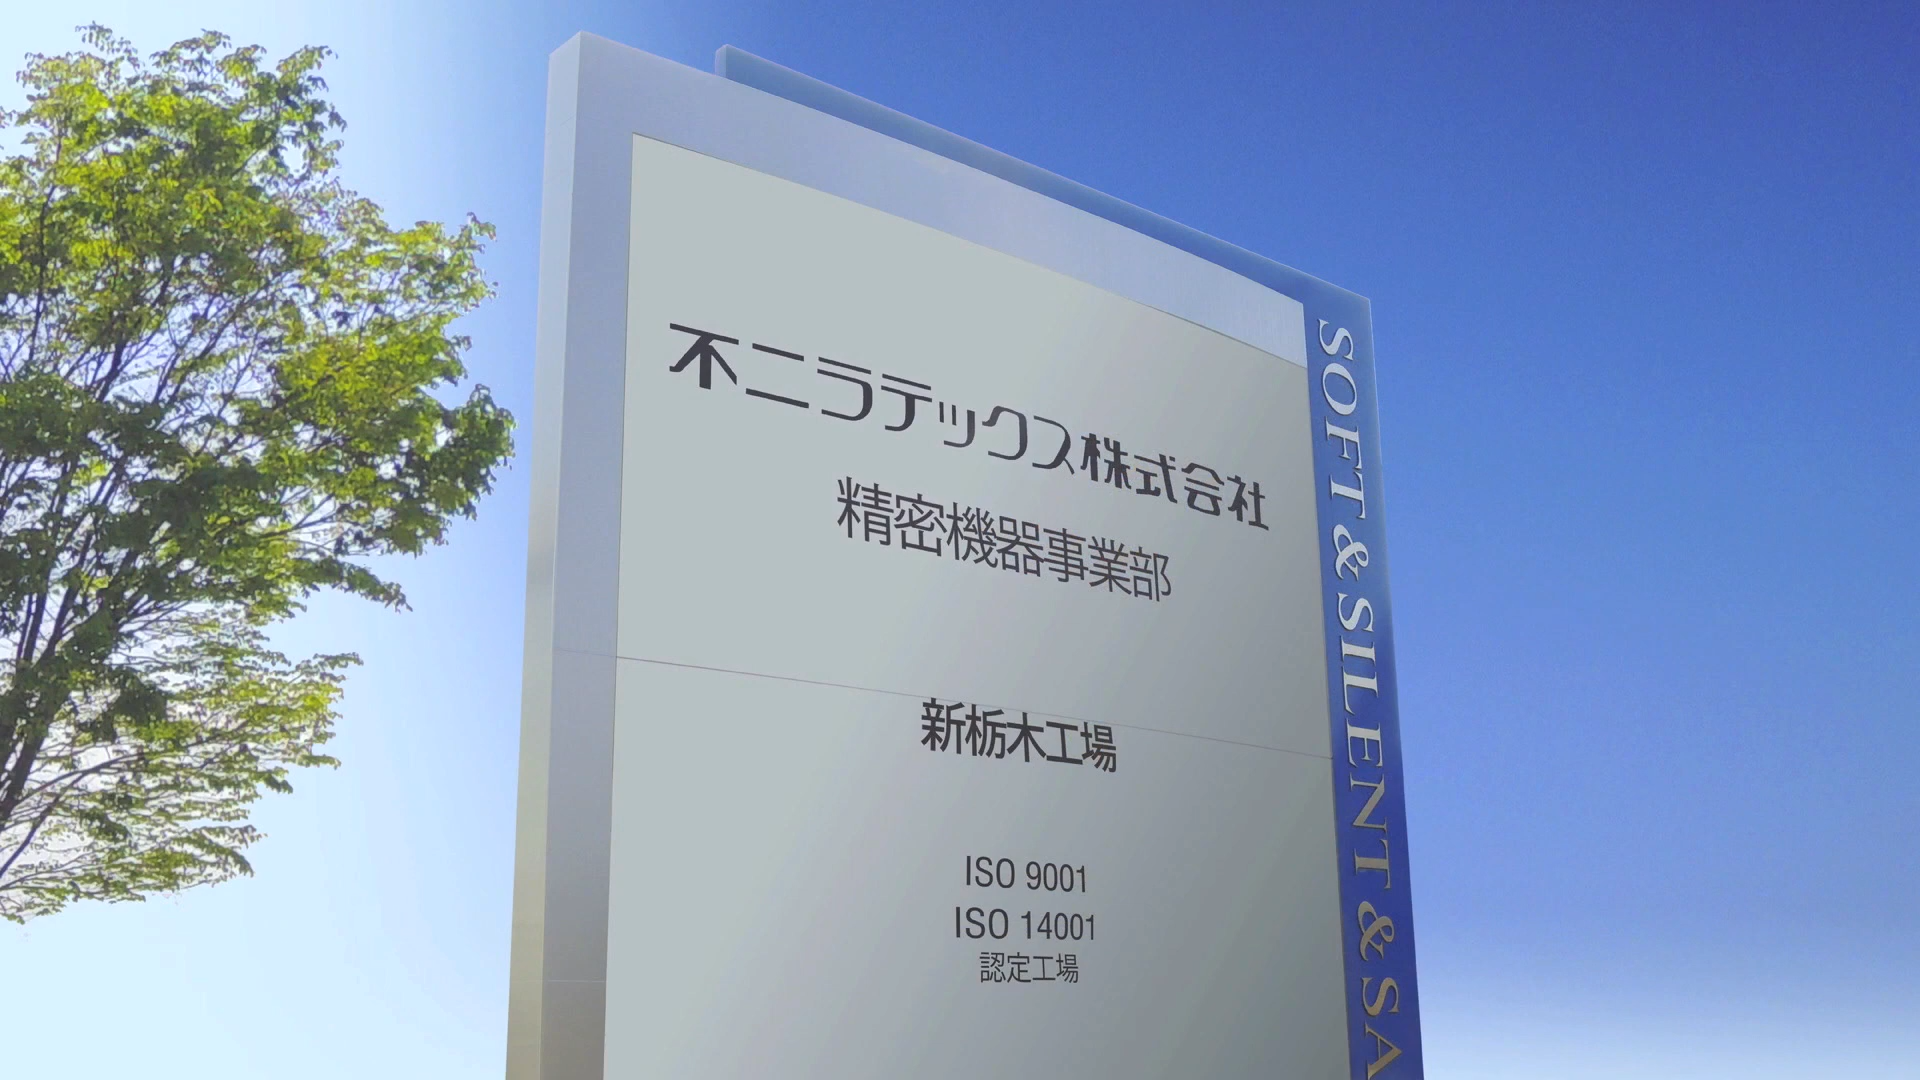 不二ラテックス株式会社
精密機器事業部
新栃木工場
ISO 9001
ISO 14001
認定工場
SOFT & SILENT & SA